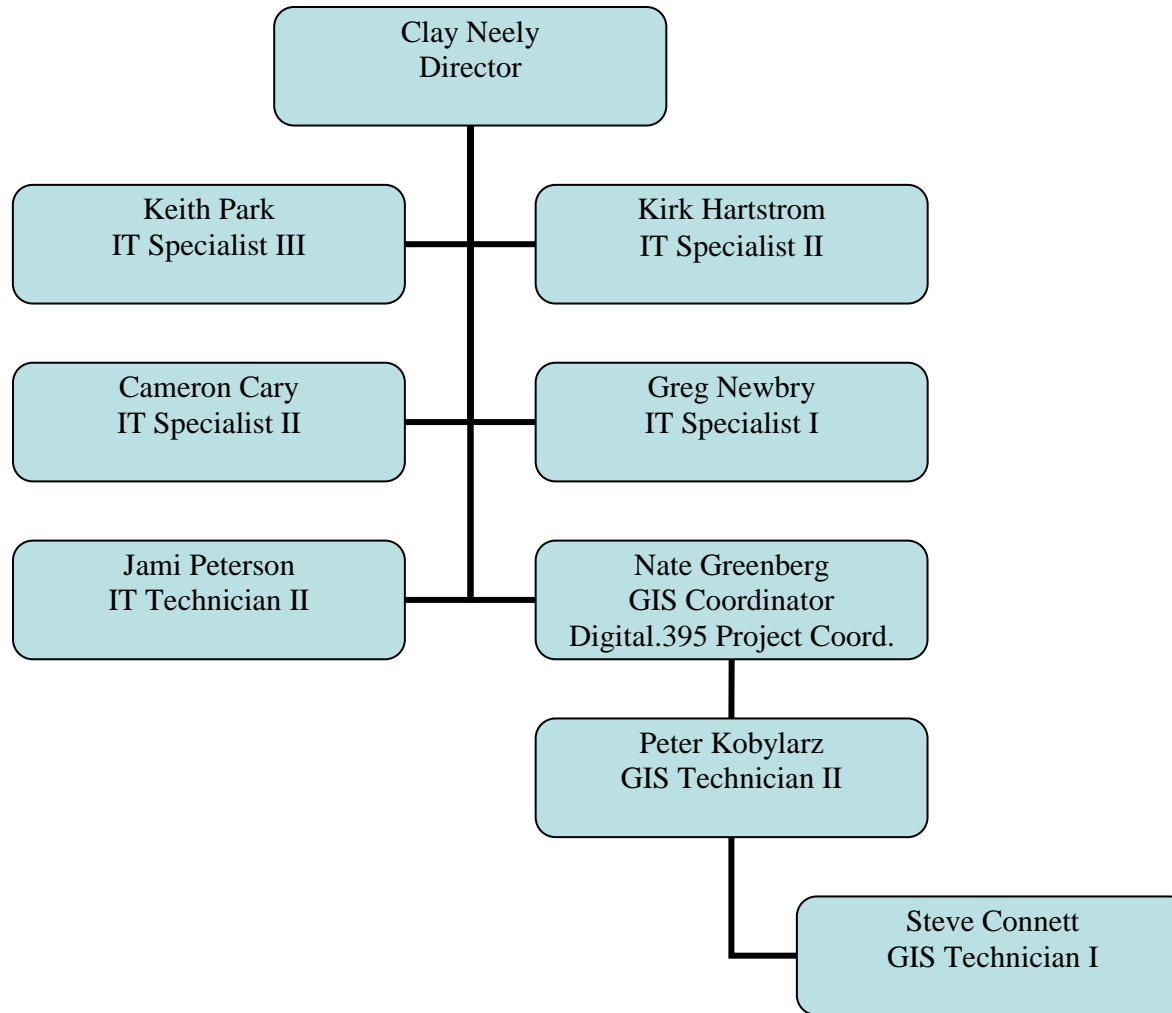 Clay Neely
Director
Keith Park
IT Specialist III
Kirk Hartstrom
IT Specialist II
Cameron Cary
IT Specialist II
Greg Newbry
IT Specialist I
Jami Peterson
IT Technician II
Nate Greenberg
GIS Coordinator
Digital.395 Project Coord.
Peter Kobylarz
GIS Technician II
Steve Connett
GIS Technician I